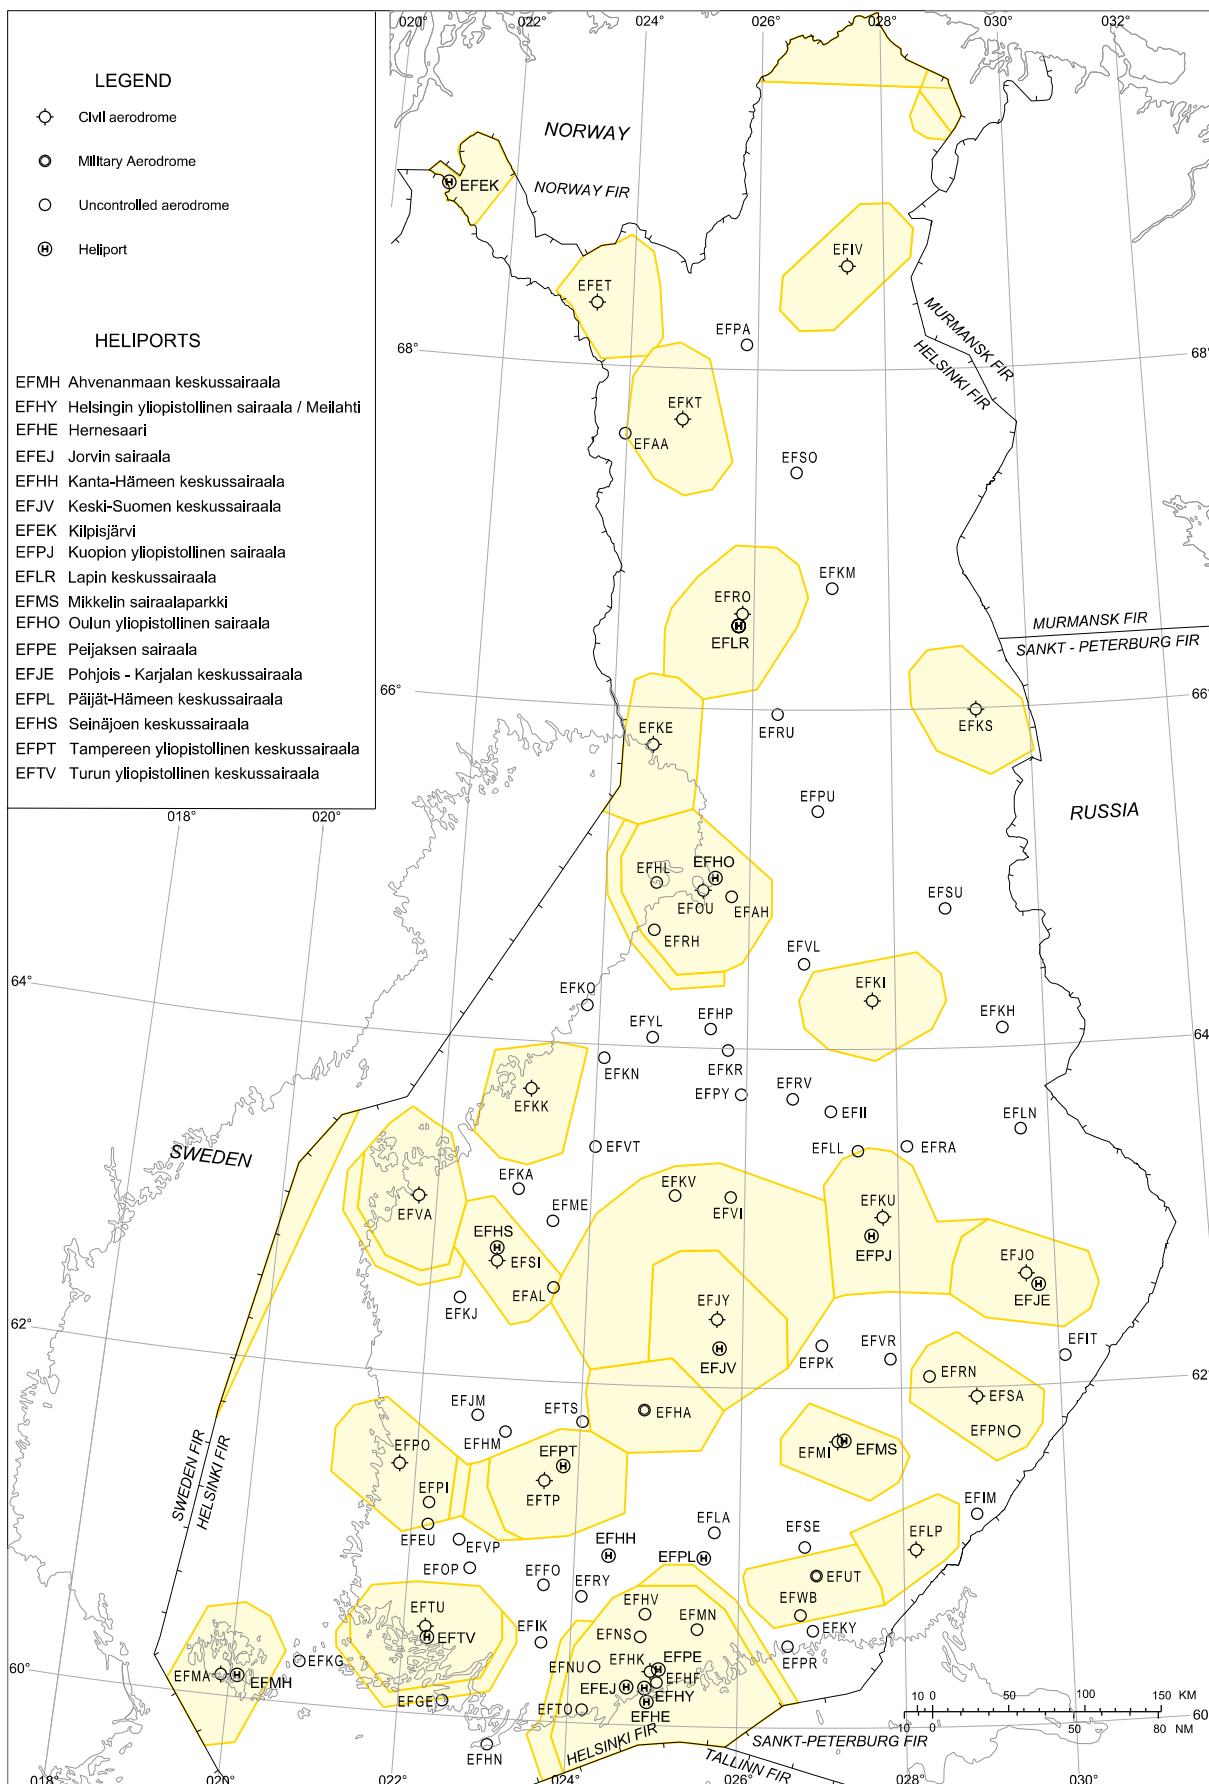 020°
022°
024°
026°
028°
030°
032°
LEGEND
Civil aerodrome
Military Aerodrome
Uncontrolled aerodrome
Heliport
HELIPORTS
EFMH Ahvenanmaan keskussairaala
EFHY Helsingin yliopistollinen sairaala / Meilahti
EFHE Hernesaari
EFEJ Jorvin sairaala
EFHH Kanta-Hämeen keskussairaala
EFJV Keski-Suomen keskussairaala
EFEK Kilpisjärvi
EFPJ Kuopion yliopistollinen sairaala
EFLR Lapin keskussairaala
EFMS Mikkelin sairaalaparkki
EFHO Oulun yliopistollinen sairaala
EFPE Peijaksen sairaala
EFJE Pohjois - Karjalan keskussairaala
EFPL Päijät-Hämeen keskussairaala
EFHS Seinäjoen keskussairaala
EFPT Tampereen yliopistollinen keskussairaala
EFTV Turun yliopistollinen keskussairaala
018°
020°
NORWAY
NORWAY FIR
EFEK
EFIV
EFET
EFPA
MURMANSK FIR
HELSINKI FIR
68°
68°
EFKT
EFAA
EFSO
EFKM
EFRO
EFLR
MURMANSK FIR
SANKT - PETERBURG FIR
66°
66°
EFKE
EFRU
EFKS
EFPU
RUSSIA
EFHL
EFHO
EFOU
EFAH
EFSU
EFRH
EFVL
64°
EFKI
EFKO
EFYL
EFHP
EFKH
64°
EFKN
EFKR
EFKK
EFPY
EFRV
EFII
EFLN
SWEDEN
EFVT
EFLL
EFRA
EFKA
EFKV
EFVI
EFKU
EFVA
EFME
EFHS
EFSI
EFPJ
EFJO
EFJE
EFAL
EFKJ
EFJY
62°
EFJV
EFPK
EFVR
EFIT
62°
EFRN
EFSA
EFJM
EFTS
EFHA
EFHM
EFPN
SWEDEN FIR
HELSINKI FIR
EFPO
EFPT
EFMI
EFMS
EFTP
EFPI
EFIM
EFEU
EFVP
EFLA
EFHH
EFSE
EFLP
EFOP
EFPL
EFFO
EFRY
EFUT
EFTU
EFHV
EFMN
EFWB
EFTV
EFIK
EFNS
EFKY
EFPR
60°
EFMA
EFMH
EFKG
EFNU
EFHK
EFPE
EFHF
EFEJ
EFHY
EFGE
EFTO
EFHE
EFHN
HELSINKI FIR
SANKT-PETERBURG FIR
TALLINN FIR
10 0 50 100 150 KM
10 0 50 80 NM
60°
018°
020°
022°
024°
026°
028°
030°